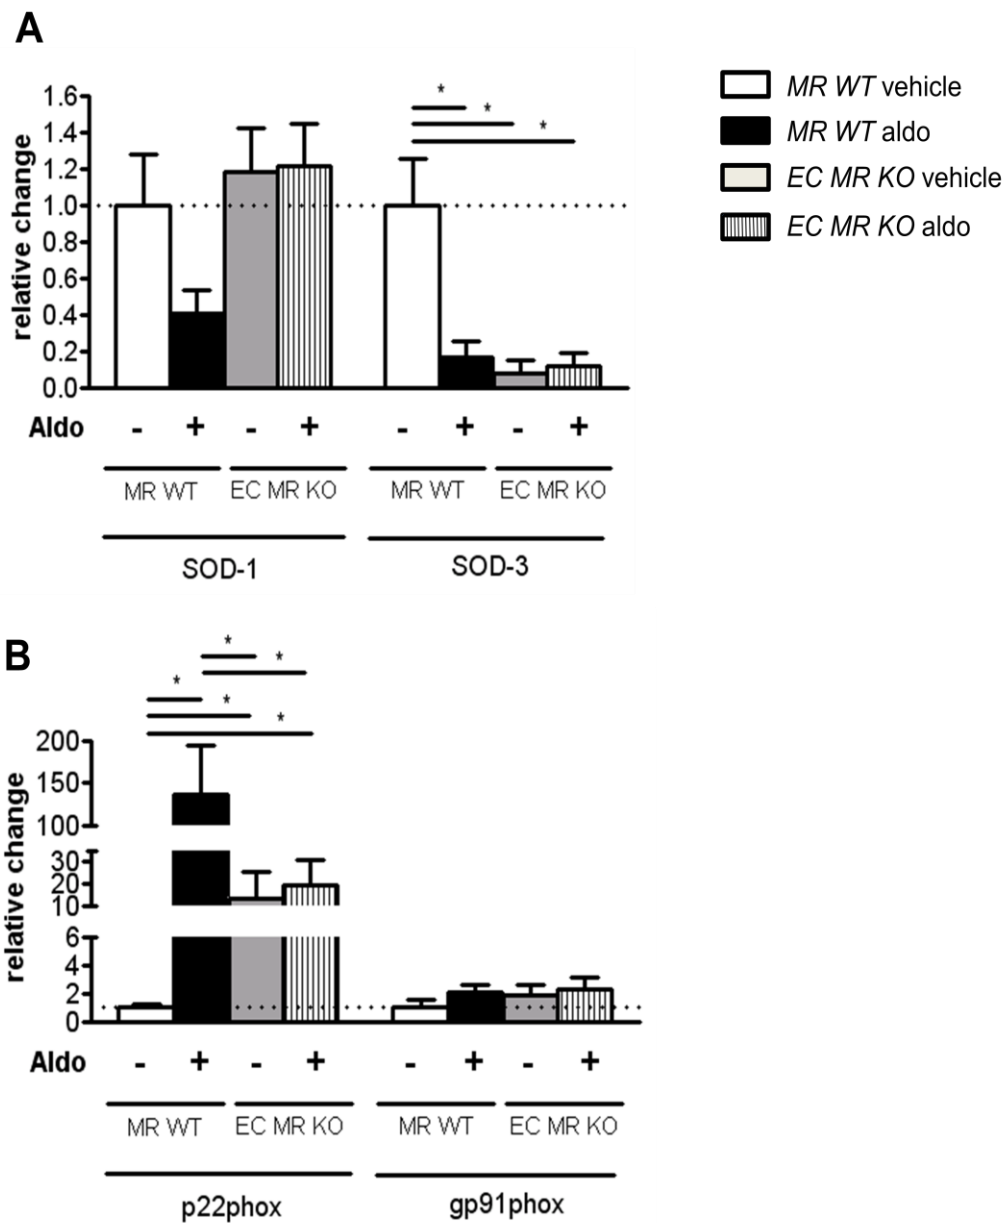 A
MR WT vehicle
MR WT aldo
EC MR KO vehicle
EC MR KO aldo
relative change
1.6
1.4
1.2
1.0
0.8
0.6
0.4
0.2
0.0
* * *
Aldo - + - + - + - +
MR WT EC MR KO MR WT EC MR KO
SOD-1 SOD-3
B
* *
* * *
relative change
200
150
100
30
20
10
6
4
2
0
Aldo - + - + - + - +
MR WT EC MR KO MR WT EC MR KO
p22phox gp91phox